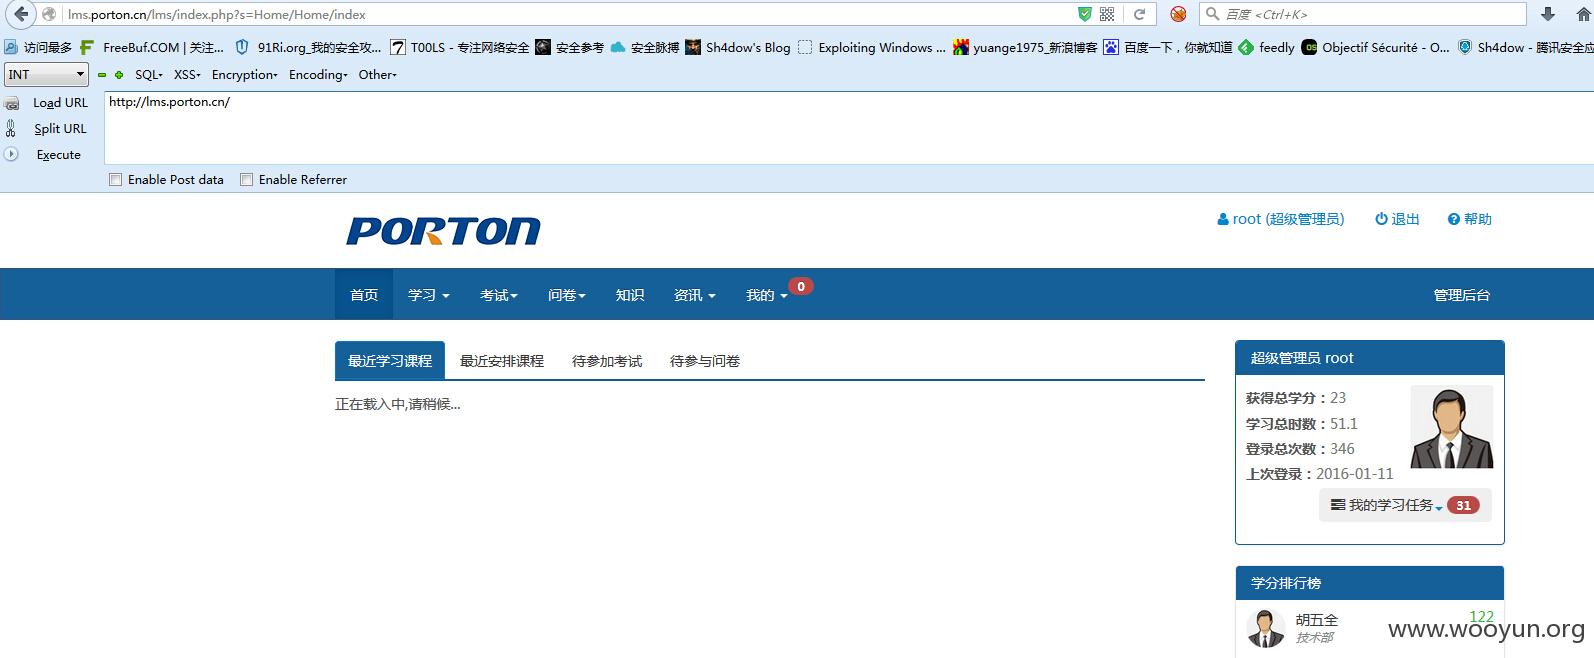 lms.porton.cn/lms/index.php?s=Home/Home/index
百度 <Ctrl+K>
访问最多 FreeBuf.COM | 关注... 91Ri.org_我的安全攻... T00LS - 专注网络安全 安全参考 安全脉搏 Sh4dow's Blog Exploiting Windows ... yuange1975_新浪博客 百度一下，你就知道 feedly Objectif Sécurité - O... Sh4dow - 腾讯安全应
INT SQL XSS Encryption Encoding Other
Load URL http://lms.porton.cn/
Split URL
Execute
Enable Post data Enable Referrer
PORTON
root (超级管理员) 退出 帮助
首页 学习 考试 问卷 知识 资讯 我的 0 管理后台
最近学习课程 最近安排课程 待参加考试 待参与问卷
正在载入中,请稍候...
超级管理员 root
获得总学分：23
学习总时数：51.1
登录总次数：346
上次登录：2016-01-11
我的学习任务 31
学分排行榜
胡五全 122
技术部
www.wooyun.org